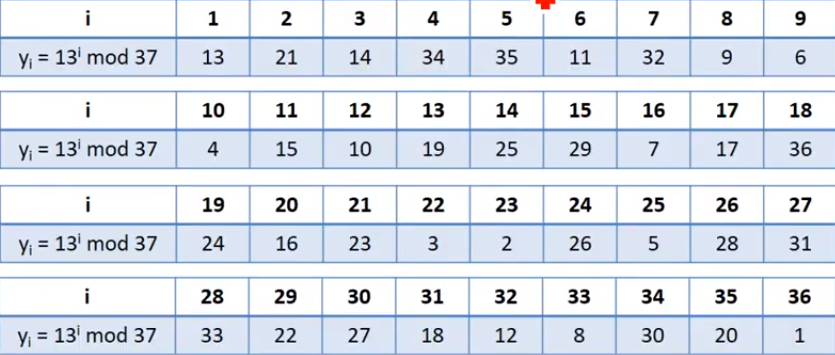 i 1 2 3 4 5 6 7 8 9
yᵢ = 13ⁱ mod 37 13 21 14 34 35 11 32 9 6
i 10 11 12 13 14 15 16 17 18
yᵢ = 13ⁱ mod 37 4 15 10 19 25 29 7 17 36
i 19 20 21 22 23 24 25 26 27
yᵢ = 13ⁱ mod 37 24 16 23 3 2 26 5 28 31
i 28 29 30 31 32 33 34 35 36
yᵢ = 13ⁱ mod 37 33 22 27 18 12 8 30 20 1